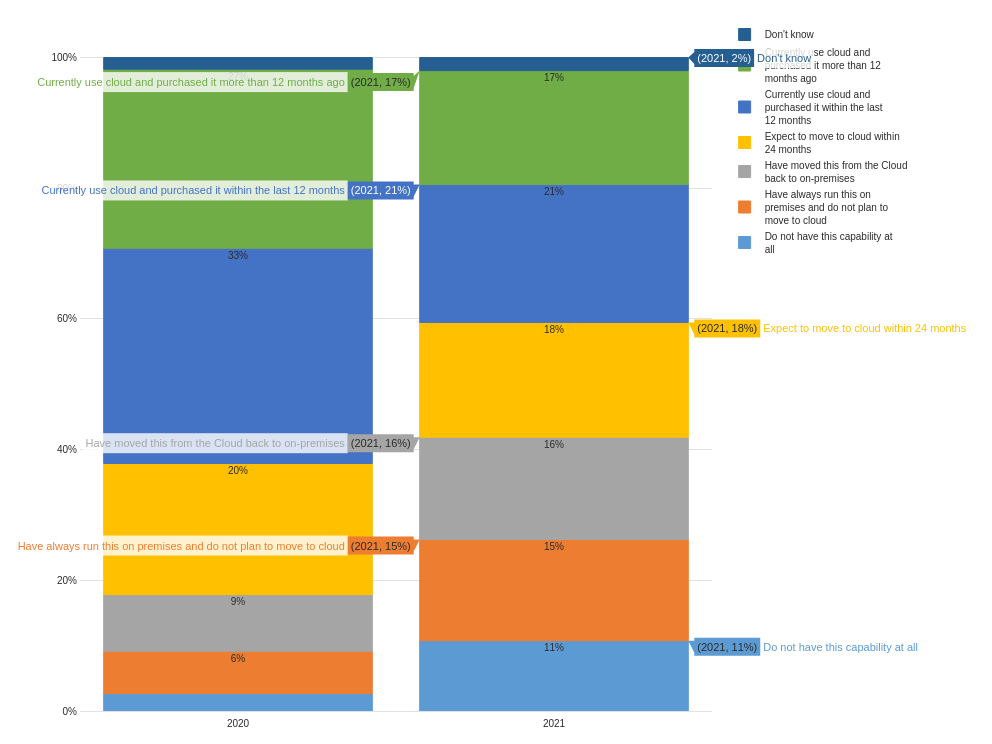 Don't know
Currently use cloud and
purchased it more than 12
months ago
Currently use cloud and
purchased it within the last
12 months
Expect to move to cloud within
24 months
Have moved this from the Cloud
back to on-premises
Have always run this on
premises and do not plan to
move to cloud
Do not have this capability at
all
100%
(2021, 2%) Don't know
Currently use cloud and purchased it more than 12 months ago (2021, 17%)
17%
Currently use cloud and purchased it within the last 12 months (2021, 21%)
21%
33%
60%
18%
(2021, 18%) Expect to move to cloud within 24 months
Have moved this from the Cloud back to on-premises (2021, 16%)
16%
40%
20%
Have always run this on premises and do not plan to move to cloud (2021, 15%)
15%
20%
9%
6%
11%
(2021, 11%) Do not have this capability at all
0%
2020
2021